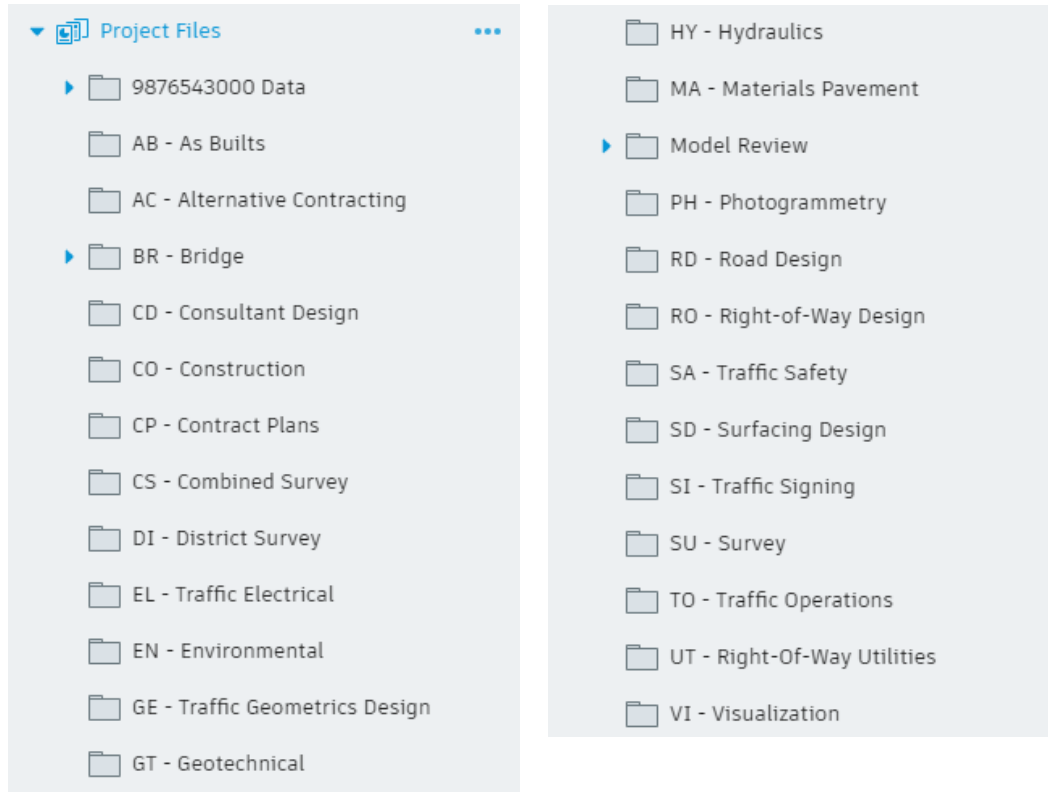 Project Files
9876543000 Data
AB - As Builts
AC - Alternative Contracting
BR - Bridge
CD - Consultant Design
CO - Construction
CP - Contract Plans
CS - Combined Survey
DI - District Survey
EL - Traffic Electrical
EN - Environmental
GE - Traffic Geometrics Design
GT - Geotechnical
HY - Hydraulics
MA - Materials Pavement
Model Review
PH - Photogrammetry
RD - Road Design
RO - Right-of-Way Design
SA - Traffic Safety
SD - Surfacing Design
SI - Traffic Signing
SU - Survey
TO - Traffic Operations
UT - Right-Of-Way Utilities
VI - Visualization